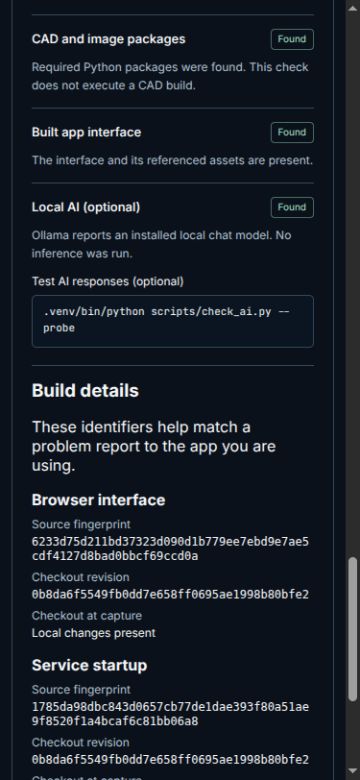 CAD and image packages
Found
Required Python packages were found. This check
does not execute a CAD build.
Built app interface
Found
The interface and its referenced assets are present.
Local AI (optional)
Found
Ollama reports an installed local chat model. No
inference was run.
Test AI responses (optional)
.venv/bin/python scripts/check_ai.py --
probe
Build details
These identifiers help match a
problem report to the app you are
using.
Browser interface
Source fingerprint
6233d75d211bd37323d090d1b779ee7ebd9e7ae5
cdf4127d8bad0bbcf69ccd0a
Checkout revision
0b8da6f5549fb0dd7e658ff0695ae1998b80bfe2
Checkout at capture
Local changes present
Service startup
Source fingerprint
1785da98dbc843d0657cb77de1dae393f80a51ae
9f8520f1a4bcaf6c81bb06a8
Checkout revision
0b8da6f5549fb0dd7e658ff0695ae1998b80bfe2
Checkout at capture